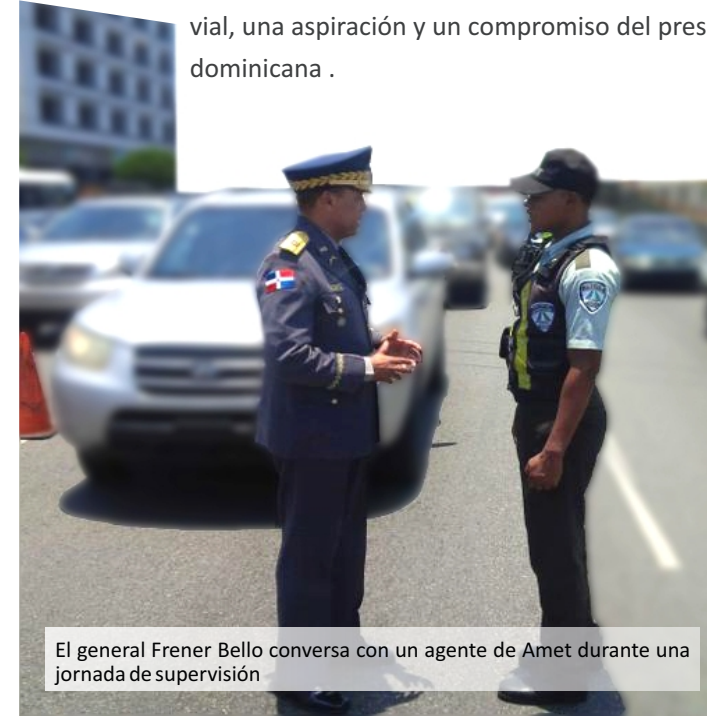 vial, una aspiración y un compromiso del pres
dominicana .
El general Frener Bello conversa con un agente de Amet durante una
jornada de supervisión